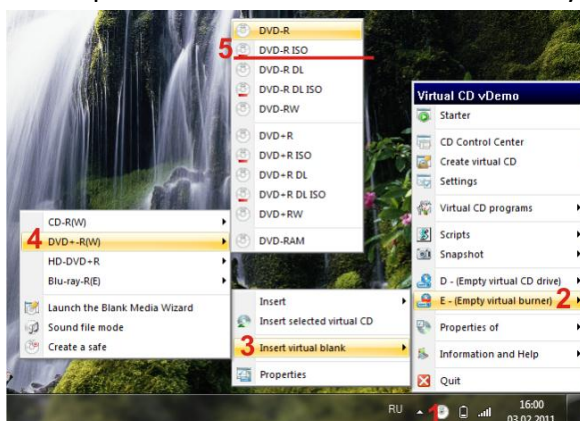 DVD-R
5 DVD-R ISO
DVD-R DL
DVD-R DL ISO
DVD-RW
DVD+R
DVD+R ISO
DVD+R DL
DVD+R DL ISO
DVD+RW
DVD-RAM
CD-R(W)
4 DVD+-R(W)
HD-DVD+R
Blu-ray-R(E)
Launch the Blank Media Wizard
Sound file mode
Create a safe
Insert
Insert selected virtual CD
3 Insert virtual blank
Properties
Virtual CD vDemo
Starter
CD Control Center
Create virtual CD
Settings
Virtual CD programs
Scripts
Snapshot
D - (Empty virtual CD drive)
E - (Empty virtual burner) 2
Properties of
Information and Help
Quit
RU 1 16:00
03.02.2011